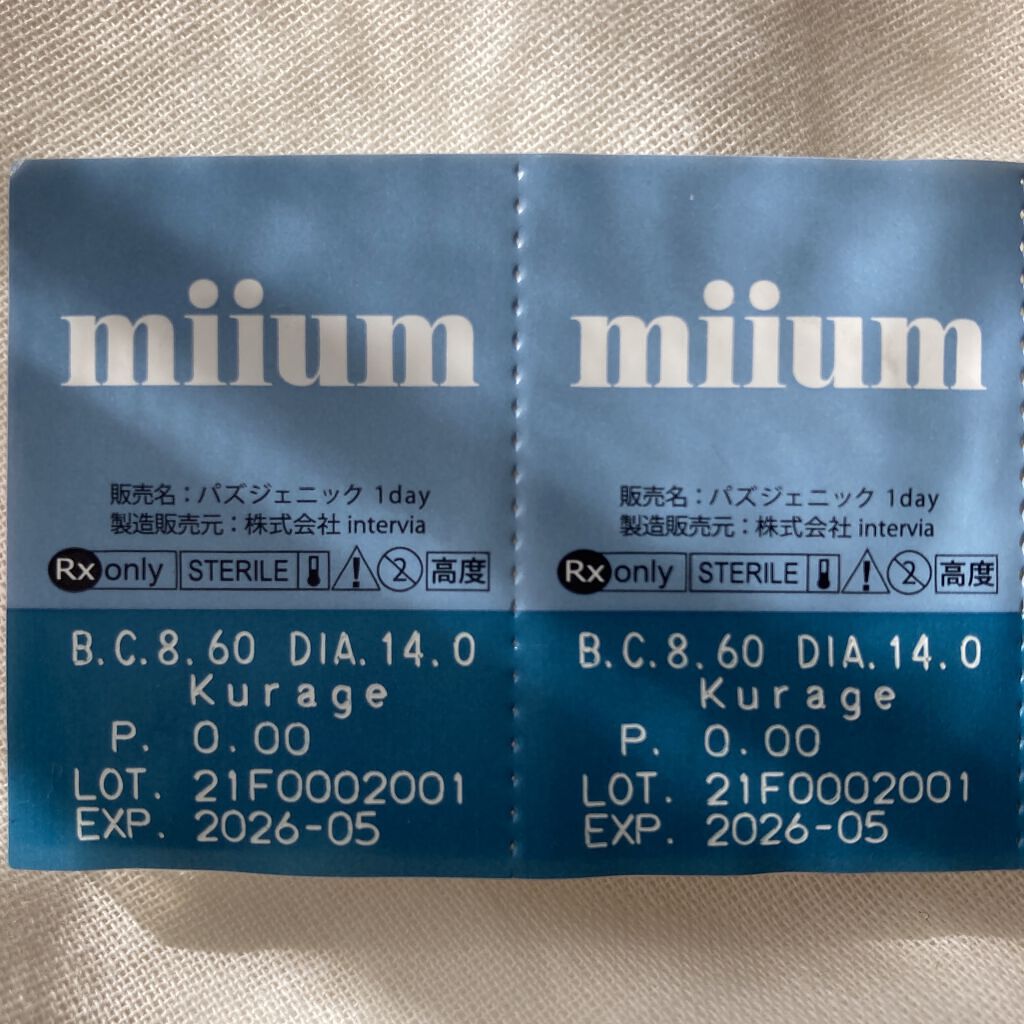 miium
販売名：パズジェニック 1day
製造販売元：株式会社 intervia
Rx only STERILE 2 高度
B.C.8.60 DIA.14.0
Kurage
P. 0.00
LOT. 21F0002001
EXP. 2026-05
miium
販売名：パズジェニック 1day
製造販売元：株式会社 intervia
Rx only STERILE 2 高度
B.C.8.60 DIA.14.0
Kurage
P. 0.00
LOT. 21F0002001
EXP. 2026-05